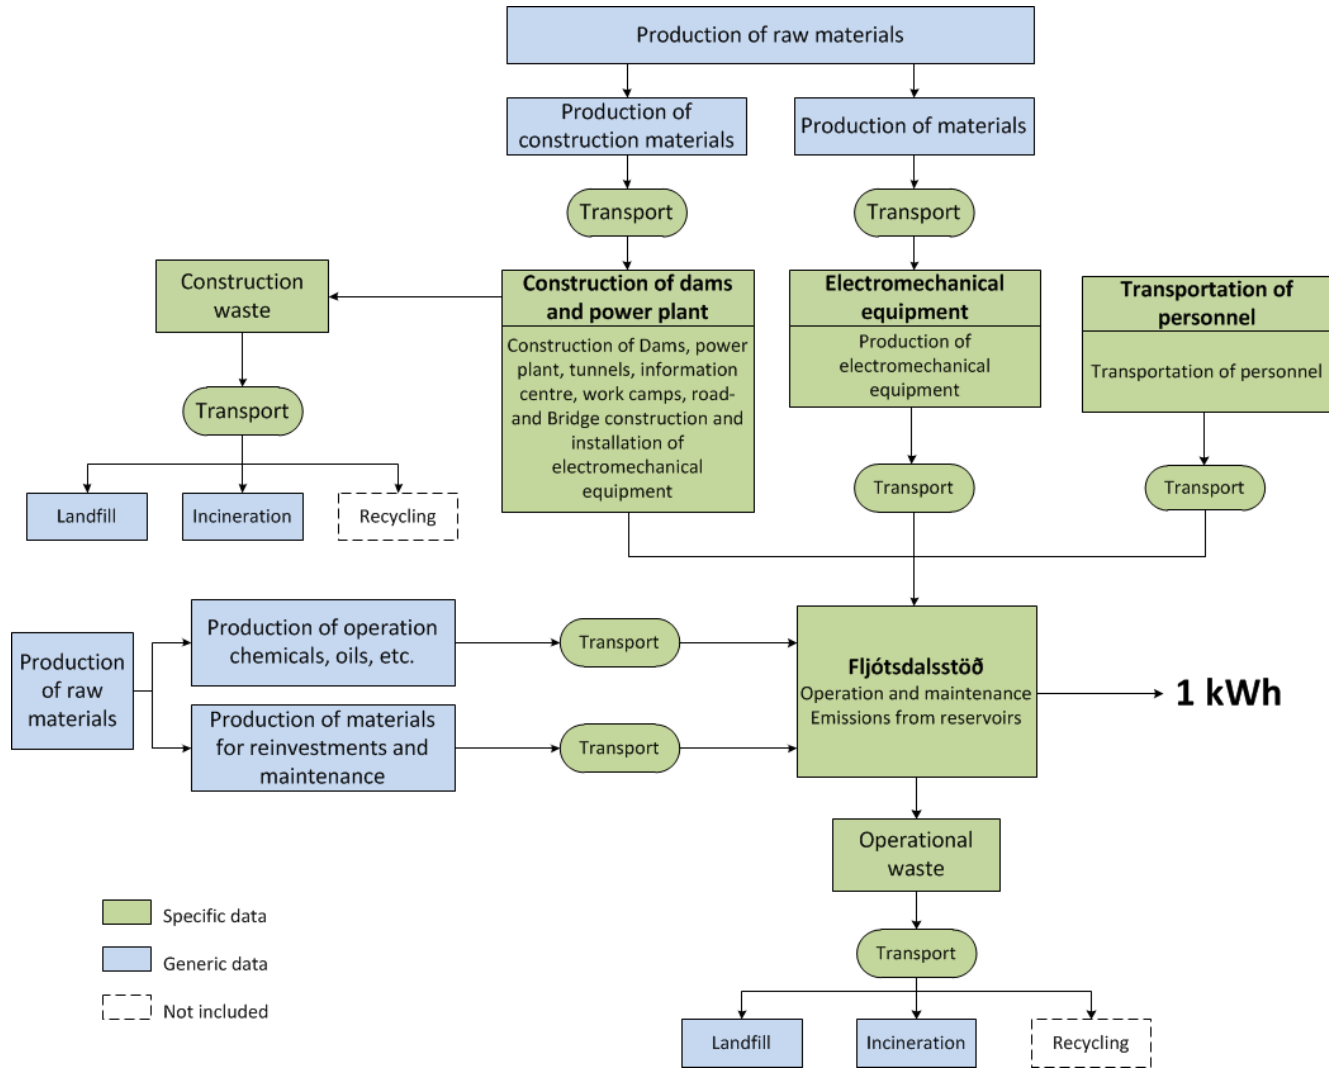 Production of raw materials
Production of
construction materials
Production of materials
Transport
Transport
Construction
waste
Construction of dams
and power plant
Construction of Dams, power
plant, tunnels, information
centre, work camps, road-
and Bridge construction and
installation of
electromechanical
equipment
Electromechanical
equipment
Production of
electromechanical
equipment
Transportation of
personnel
Transportation of personnel
Transport
Transport
Transport
Landfill
Incineration
Recycling
Production
of raw
materials
Production of operation
chemicals, oils, etc.
Transport
Production of materials
for reinvestments and
maintenance
Transport
Fljótsdalsstöð
Operation and maintenance
Emissions from reservoirs
1 kWh
Operational
waste
Transport
Landfill
Incineration
Recycling
Specific data
Generic data
Not included